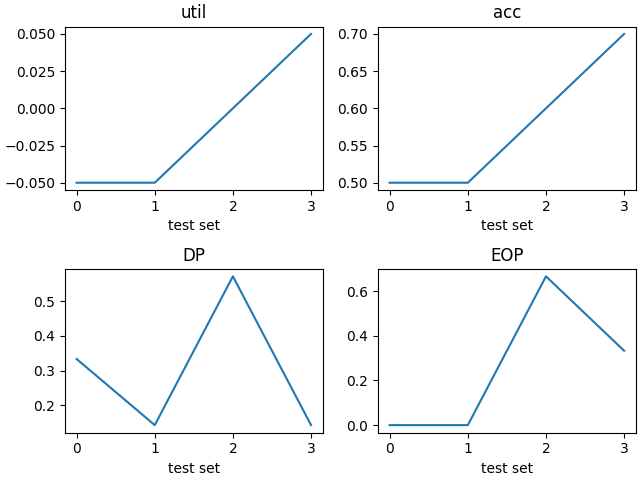 util
acc
0.050
0.025
0.000
−0.025
−0.050
0 1 2 3
test set
0.70
0.65
0.60
0.55
0.50
0 1 2 3
test set
DP
EOP
0.5
0.4
0.3
0.2
0 1 2 3
test set
0.6
0.4
0.2
0.0
0 1 2 3
test set